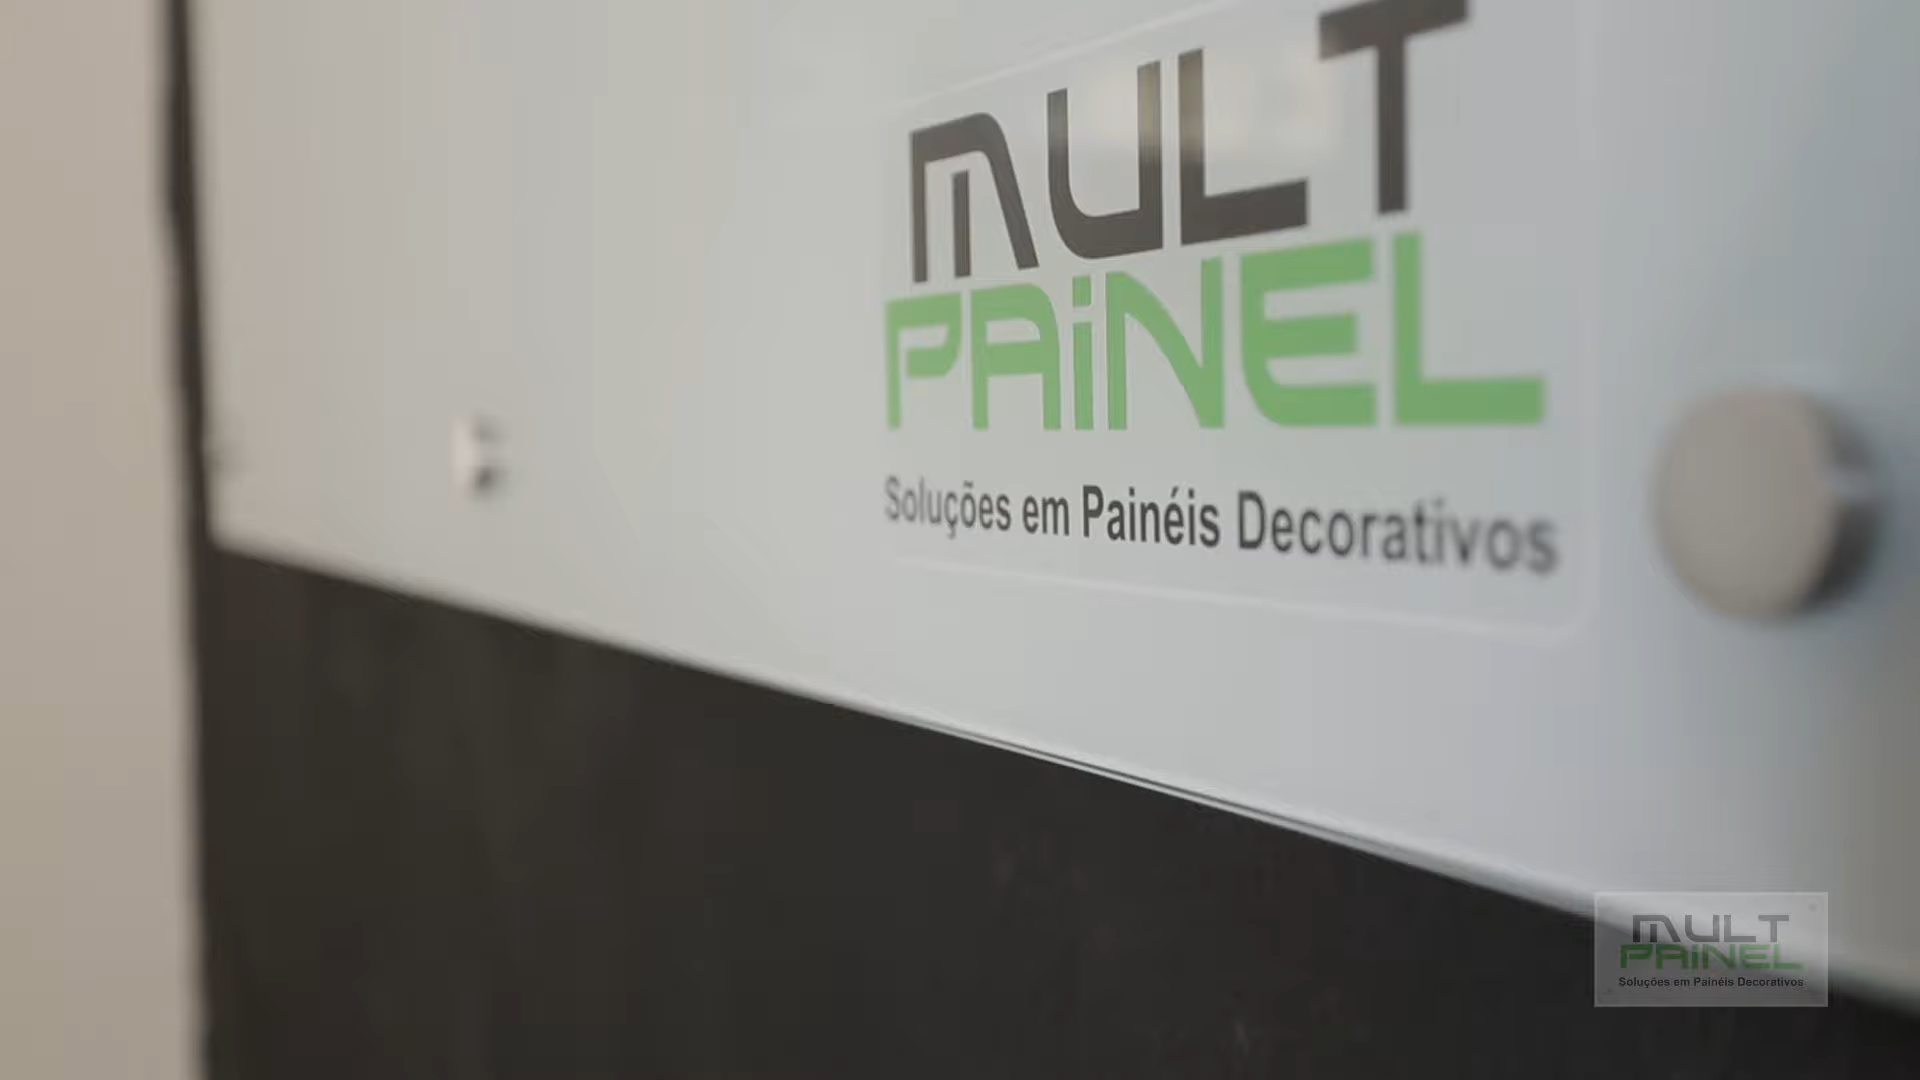 MULT
PAiNEL
Soluções em Painéis Decorativos
MULT
PAiNEL
Soluções em Painéis Decorativos